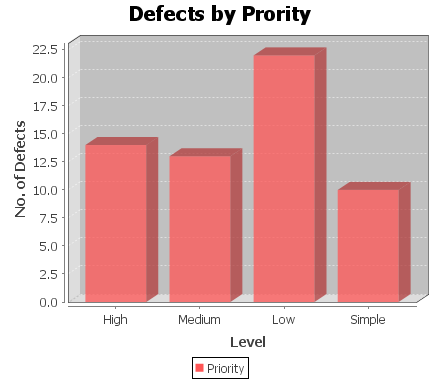 Defects by Prority
No. of Defects
22.5
20.0
17.5
15.0
12.5
10.0
7.5
5.0
2.5
0.0
High Medium Low Simple
Level
Priority